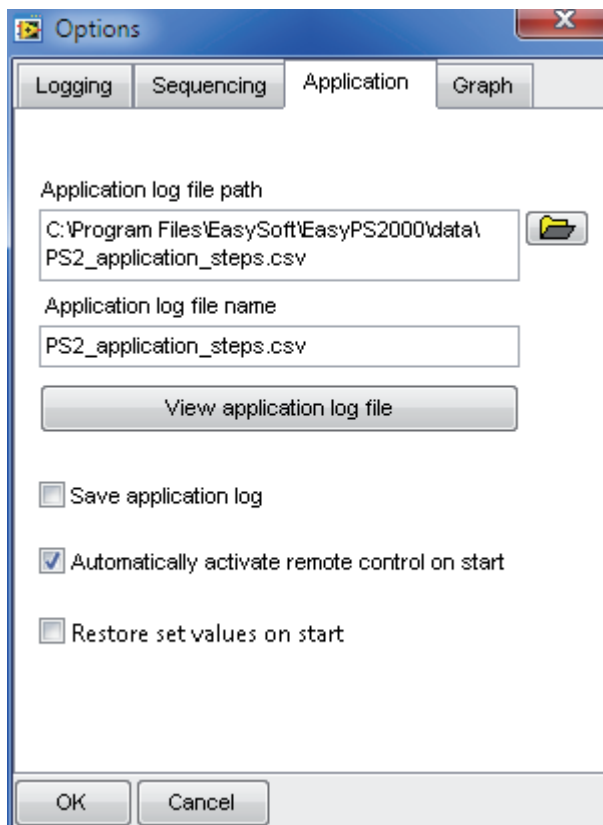 Options
Logging Sequencing Application Graph
Application log file path
C:\Program Files\EasySoft\EasyPS2000\data\
PS2_application_steps.csv
Application log file name
PS2_application_steps.csv
View application log file
Save application log
Automatically activate remote control on start
Restore set values on start
OK Cancel